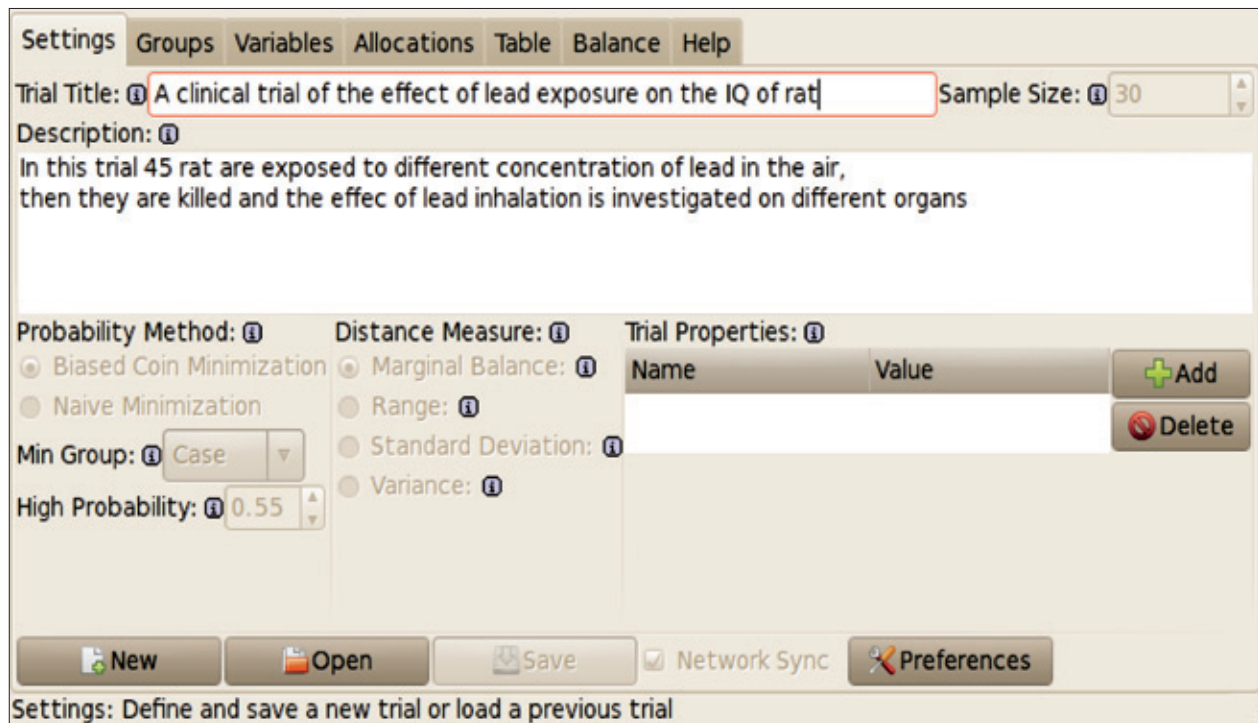 Settings Groups Variables Allocations Table Balance Help
Trial Title: A clinical trial of the effect of lead exposure on the IQ of rat Sample Size: 30
Description:
In this trial 45 rat are exposed to different concentration of lead in the air,
then they are killed and the effec of lead inhalation is investigated on different organs
Probability Method: Distance Measure: Trial Properties:
Biased Coin Minimization Marginal Balance: Name Value Add
Naive Minimization Range: Delete
Min Group: Case Standard Deviation:
High Probability: 0.55 Variance:
New Open Save Network Sync Preferences
Settings: Define and save a new trial or load a previous trial